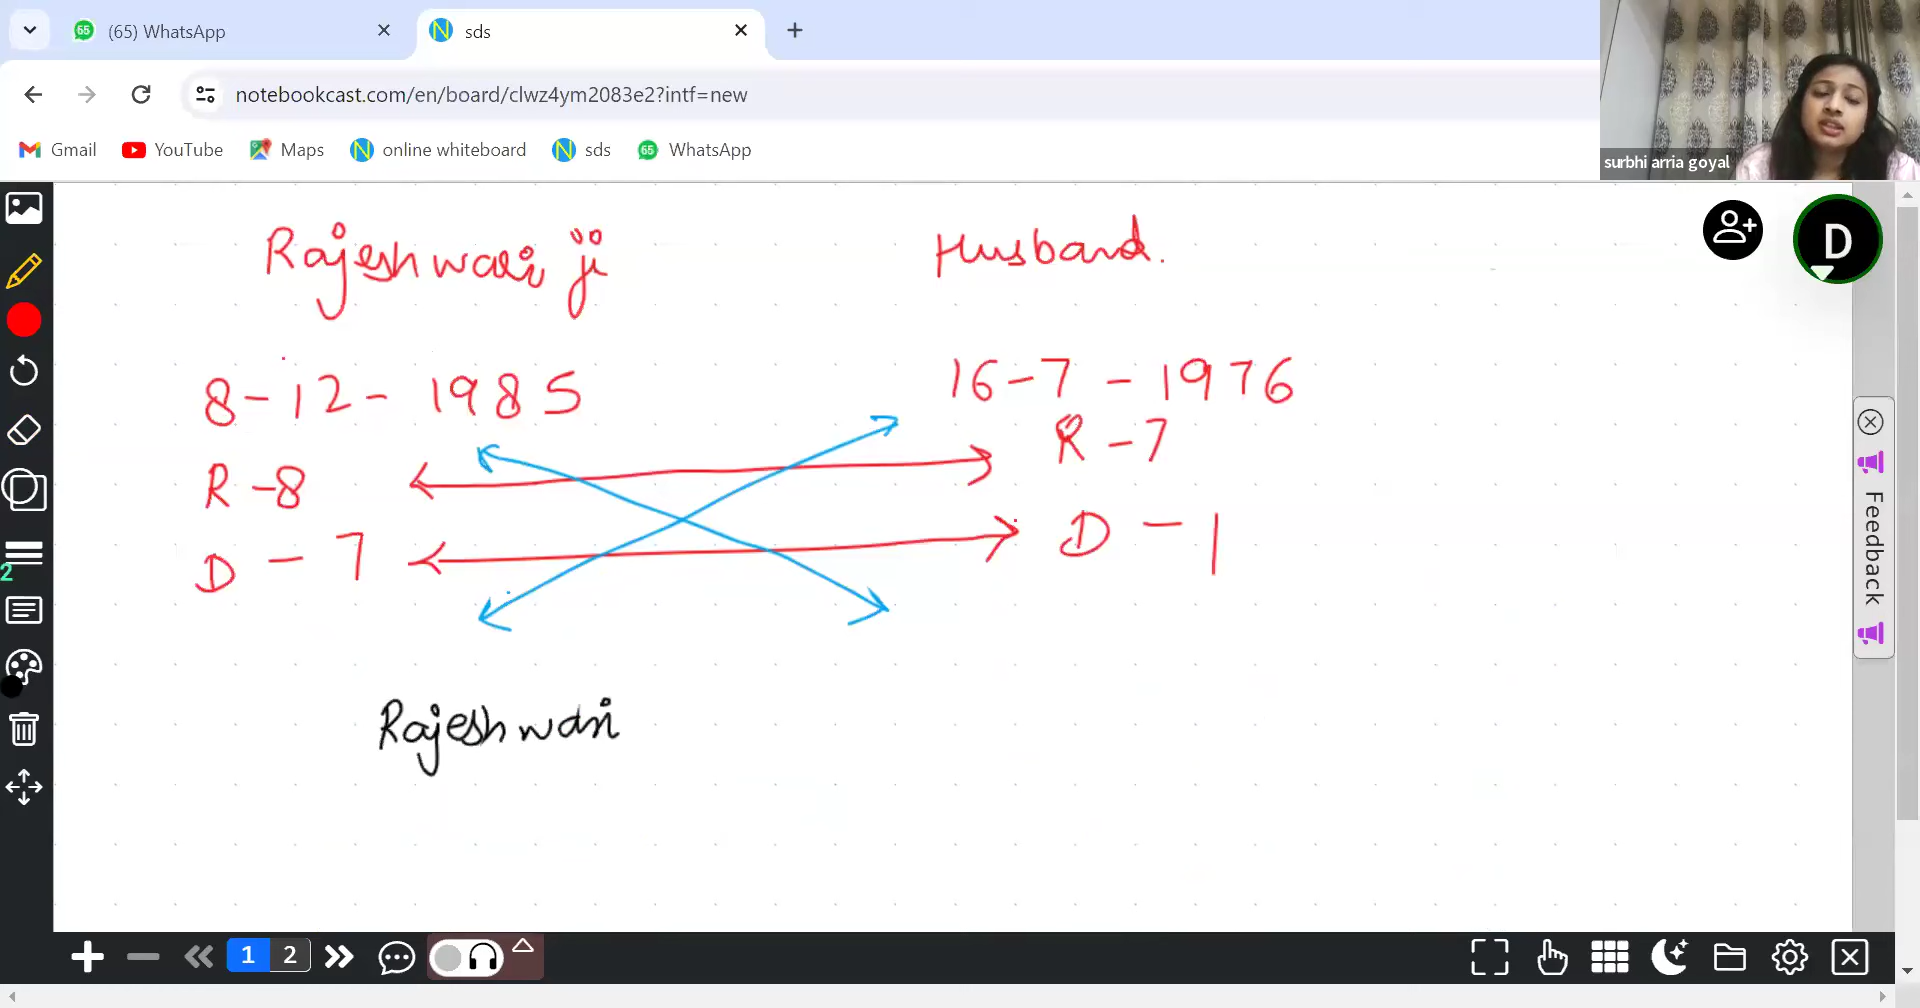 (65) WhatsApp
sds
notebookcast.com/en/board/clwz4ym2083e2?intf=new
Gmail YouTube Maps online whiteboard sds WhatsApp
surbhi arria goyal
D
Rajeshwari ji Husband.
8-12-1985 16-7-1976
R-8 R-7
D-7 D-1
Rajeshwari
Feedback
2
1 2